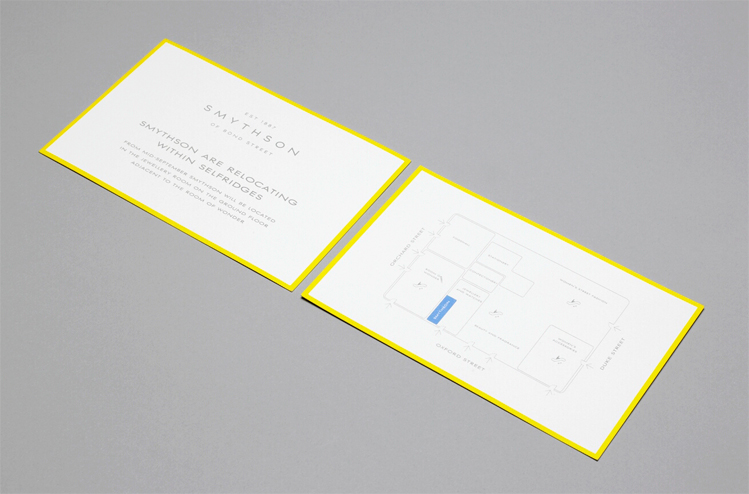 EST. 1887
SMYTHSON
OF BOND STREET
SMYTHSON ARE RELOCATING
WITHIN SELFRIDGES
FROM MID SEPTEMBER SMYTHSON WILL BE LOCATED
IN THE JEWELLERY ROOM ON THE GROUND FLOOR
ADJACENT TO THE ROOM OF WONDER
ORCHARD STREET
SMYTHSON
OXFORD STREET
DUKE STREET